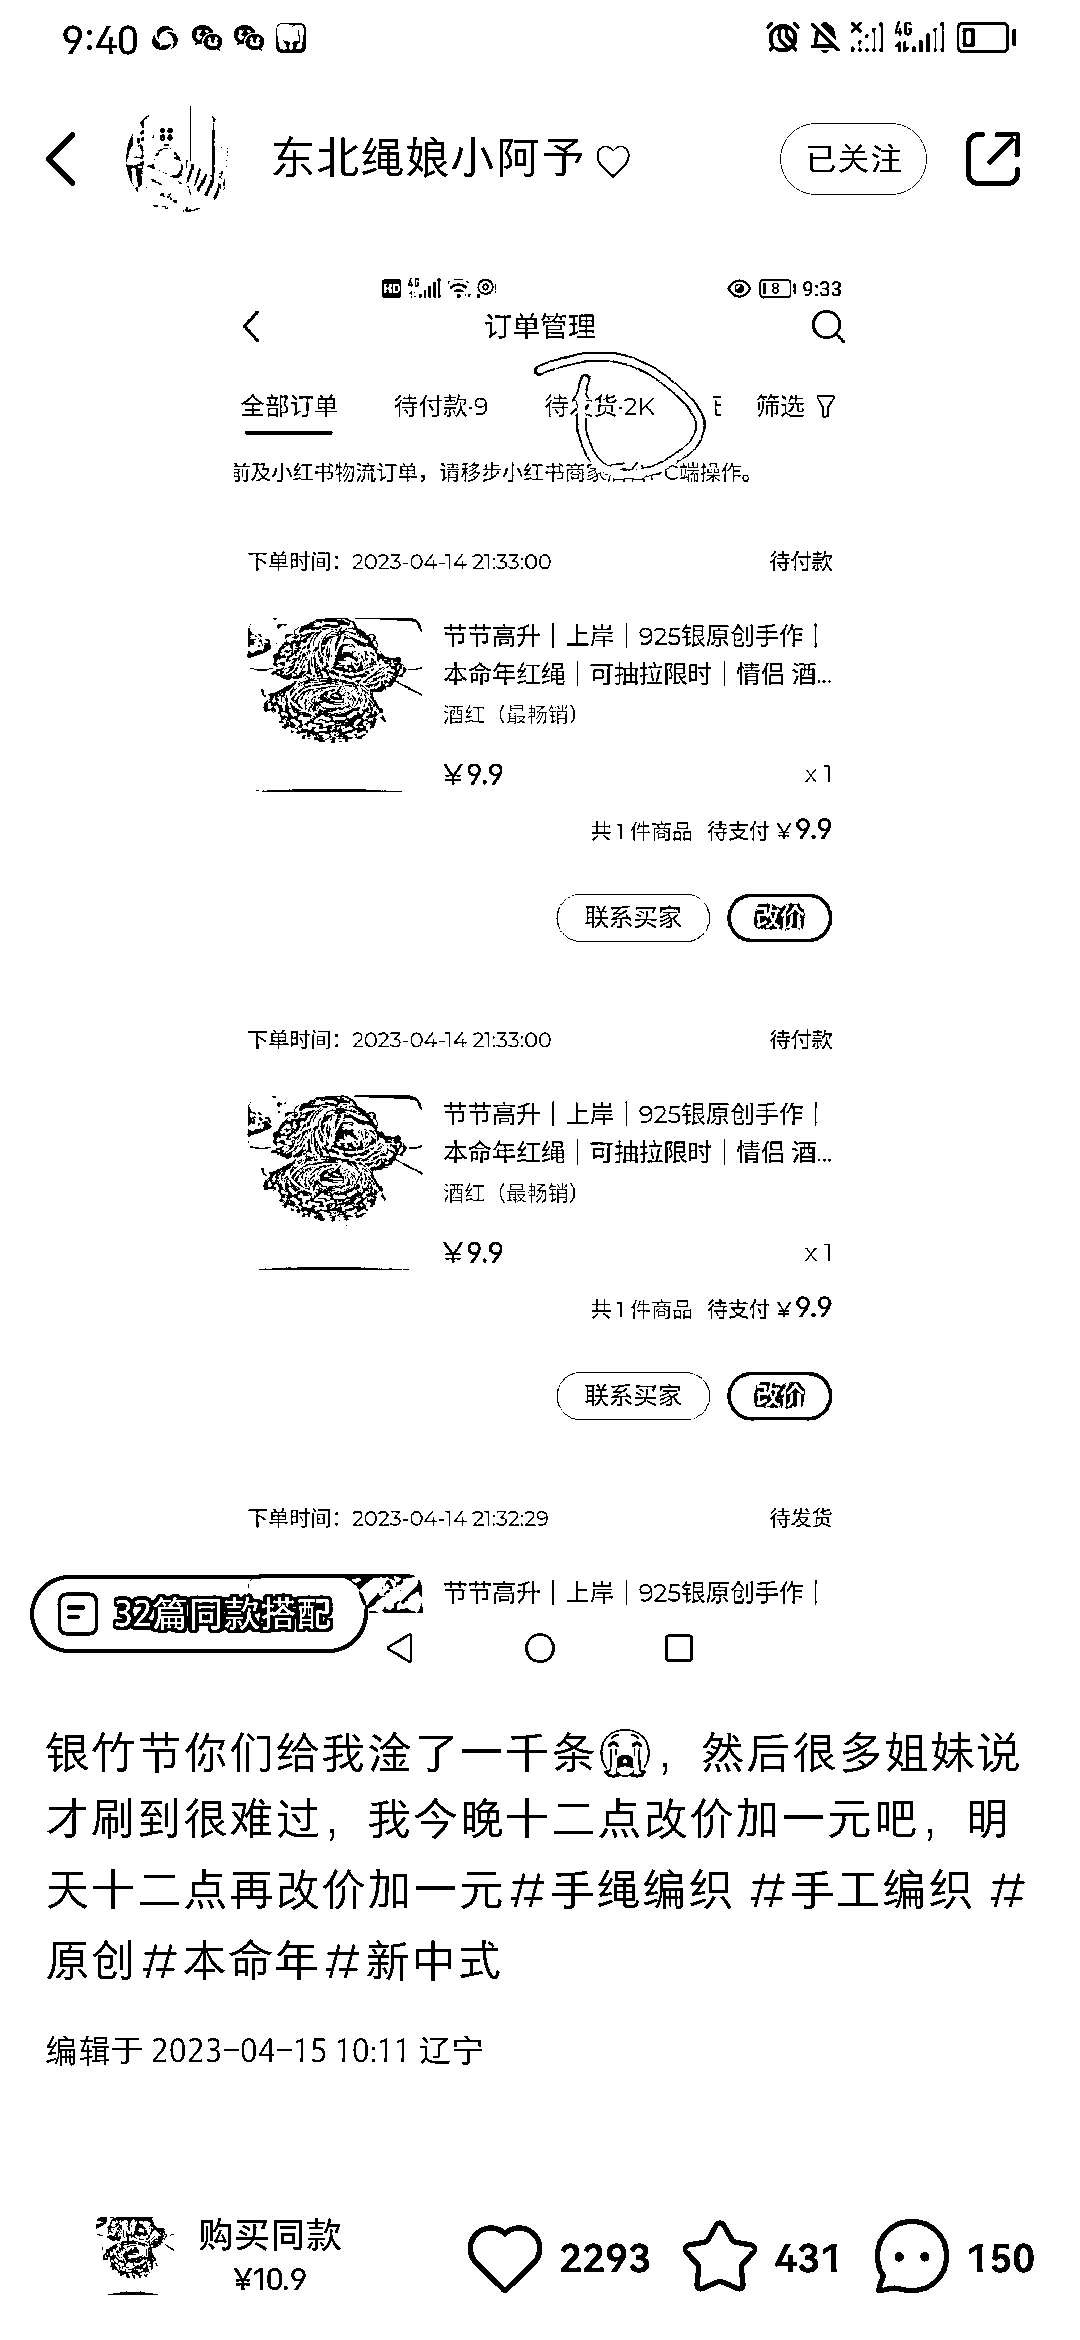 9:40
4G
东北绳娘小阿予♡
已关注
HD 4G
8 9:33
订单管理
全部订单 待付款·9 待发货·2K 筛选
前及小红书物流订单，请移步小红书商家 C端操作。
下单时间：2023-04-14 21:33:00 待付款
节节高升｜上岸｜925银原创手作｜
本命年红绳｜可抽拉限时｜情侣 酒...
酒红（最畅销）
¥9.9 x1
共1件商品 待支付 ¥9.9
联系买家 改价
下单时间：2023-04-14 21:33:00 待付款
节节高升｜上岸｜925银原创手作｜
本命年红绳｜可抽拉限时｜情侣 酒...
酒红（最畅销）
¥9.9 x1
共1件商品 待支付 ¥9.9
联系买家 改价
下单时间：2023-04-14 21:32:29 待发货
节节高升｜上岸｜925银原创手作｜
32篇同款搭配
银竹节你们给我淦了一千条😭，然后很多姐妹说
才刷到很难过，我今晚十二点改价加一元吧，明
天十二点再改价加一元#手绳编织 #手工编织 #
原创#本命年#新中式
编辑于 2023-04-15 10:11 辽宁
购买同款
¥10.9
2293 431 150